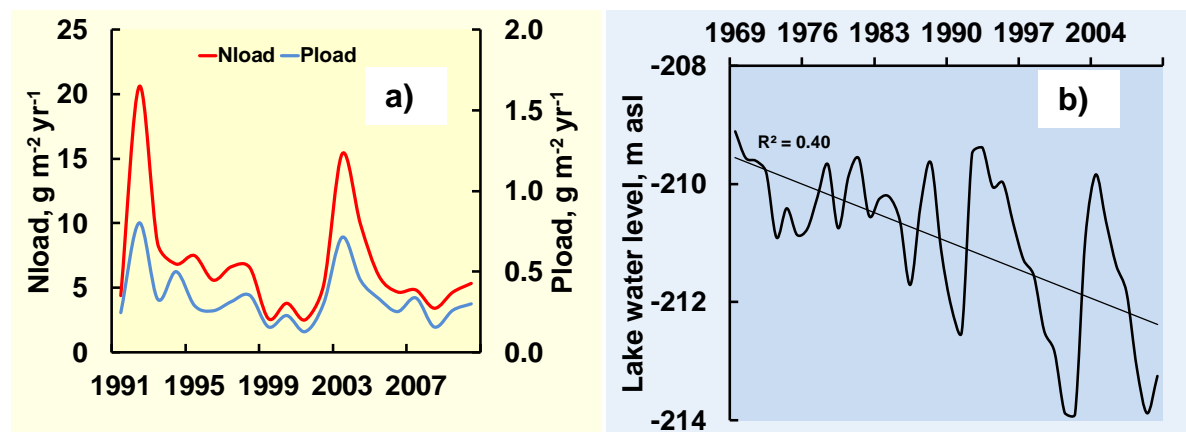 25
20
15
10
5
0
Nload, g m⁻² yr⁻¹
Nload Pload
a)
2.0
1.5
1.0
0.5
0.0
Pload, g m⁻² yr⁻¹
1991 1995 1999 2003 2007
1969 1976 1983 1990 1997 2004
-208
-210
-212
-214
Lake water level, m asl
R² = 0.40
b)